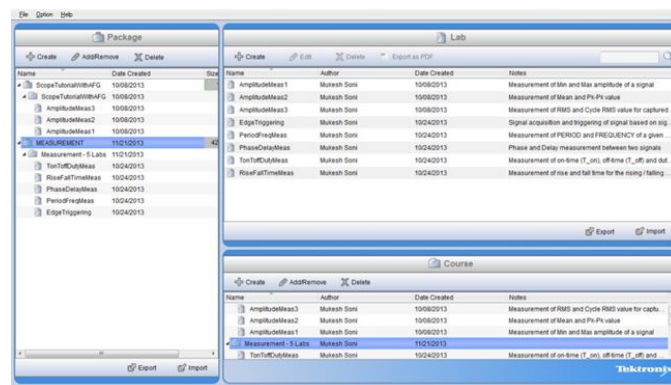 File Option Help
Package
Create Add/Remove Delete
Name Date Created Size
ScopeTutorialWithAFG 10/08/2013
ScopeTutorialWithAFG 10/08/2013
AmplitudeMeas3 10/08/2013
AmplitudeMeas2 10/08/2013
AmplitudeMeas1 10/08/2013
MEASUREMENT 11/21/2013 42
Measurement - 5 Labs 11/21/2013
TonToffDutyMeas 10/24/2013
RiseFallTimeMeas 10/24/2013
PhaseDelayMeas 10/24/2013
PeriodFreqMeas 10/24/2013
EdgeTriggering 10/24/2013
Export Import
Lab
Create Edit Delete Export as PDF
Name Author Date Created Notes
AmplitudeMeas1 Mukesh Soni 10/08/2013 Measurement of Min and Max amplitude of a signal
AmplitudeMeas2 Mukesh Soni 10/08/2013 Measurement of Mean and Pk-Pk value
AmplitudeMeas3 Mukesh Soni 10/08/2013 Measurement of RMS and Cycle RMS value for captured
EdgeTriggering Mukesh Soni 10/24/2013 Signal acquisition and triggering of signal based on sig...
PeriodFreqMeas Mukesh Soni 10/24/2013 Measurement of PERIOD and FREQUENCY of a given ...
PhaseDelayMeas Mukesh Soni 10/24/2013 Phase and Delay measurement between two signals
TonToffDutyMeas Mukesh Soni 10/24/2013 Measurement of on-time (T_on), off-time (T_off) and dut...
RiseFallTimeMeas Mukesh Soni 10/24/2013 Measurement of rise and fall time for the rising / falling ...
Export Import
Course
Create Add/Remove Delete
Name Author Date Created Notes
AmplitudeMeas3 Mukesh Soni 10/08/2013 Measurement of RMS and Cycle RMS value for captu...
AmplitudeMeas2 Mukesh Soni 10/08/2013 Measurement of Mean and Pk-Pk value
AmplitudeMeas1 Mukesh Soni 10/08/2013 Measurement of Min and Max amplitude of a signal
Measurement - 5 Labs Mukesh Soni 11/21/2013
TonToffDutyMeas Mukesh Soni 10/24/2013 Measurement of on-time (T_on), off-time (T_off) and ...
Tektronix